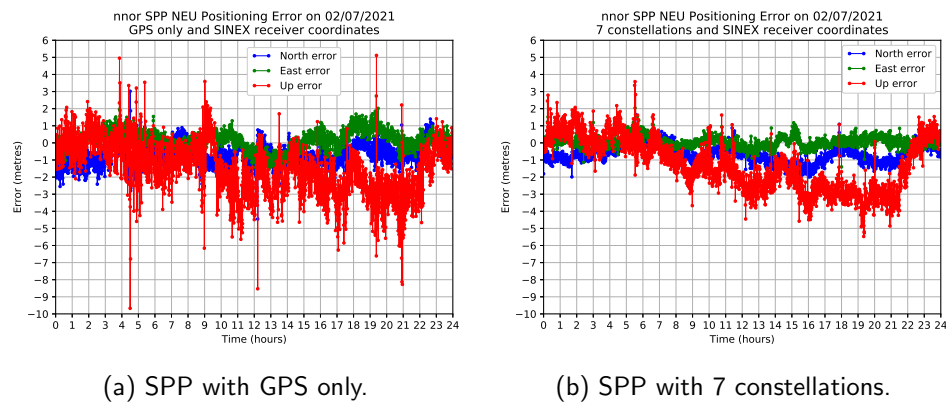 nnor SPP NEU Positioning Error on 02/07/2021
GPS only and SINEX receiver coordinates
6
5
4
3
2
1
0
−1
−2
−3
−4
−5
−6
−7
−8
−9
−10
Error (metres)
North error
East error
Up error
0 1 2 3 4 5 6 7 8 9 10 11 12 13 14 15 16 17 18 19 20 21 22 23 24
Time (hours)
(a) SPP with GPS only.
nnor SPP NEU Positioning Error on 02/07/2021
7 constellations and SINEX receiver coordinates
6
5
4
3
2
1
0
−1
−2
−3
−4
−5
−6
−7
−8
−9
−10
Error (metres)
North error
East error
Up error
0 1 2 3 4 5 6 7 8 9 10 11 12 13 14 15 16 17 18 19 20 21 22 23 24
Time (hours)
(b) SPP with 7 constellations.